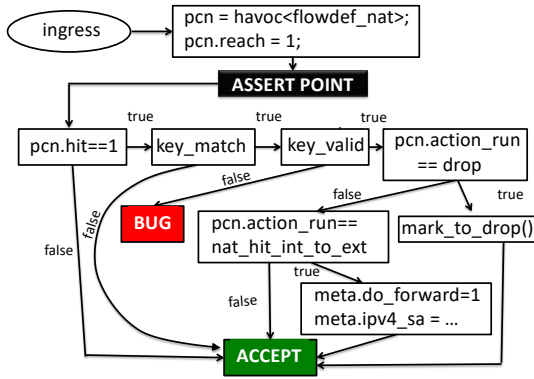 ingress
pcn = havoc<flowdef_nat>;
pcn.reach = 1;
ASSERT POINT
true
true
true
pcn.hit==1
key_match
key_valid
pcn.action_run
== drop
false
false
true
false
BUG
pcn.action_run==
nat_hit_int_to_ext
mark_to_drop()
false
true
false
meta.do_forward=1
meta.ipv4_sa = ...
ACCEPT